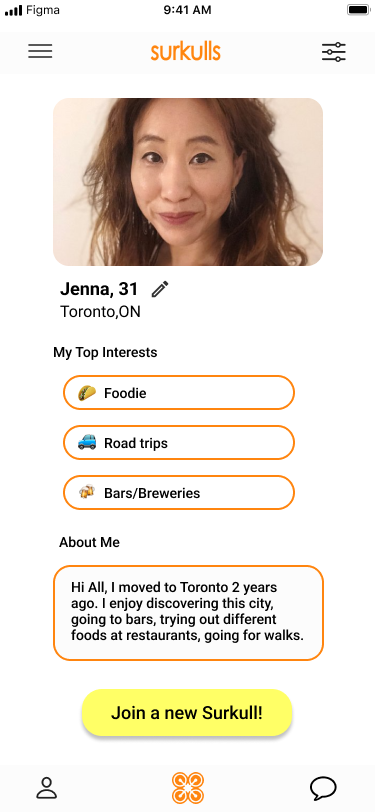 Figma
9:41 AM
surkulls
Jenna, 31
Toronto,ON
My Top Interests
Foodie
Road trips
Bars/Breweries
About Me
Hi All, I moved to Toronto 2 years
ago. I enjoy discovering this city,
going to bars, trying out different
foods at restaurants, going for walks.
Join a new Surkull!